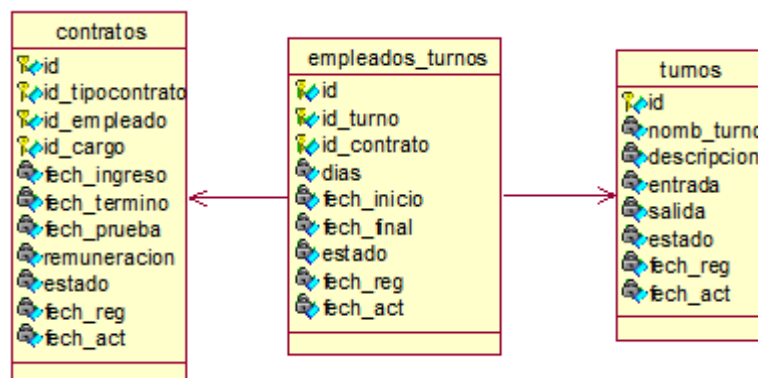 contratos
id
id_tipocontrato
id_empleado
id_cargo
fech_ingreso
fech_termino
fech_prueba
remuneracion
estado
fech_reg
fech_act
empleados_turnos
id
id_turno
id_contrato
dias
fech_inicio
fech_final
estado
fech_reg
fech_act
turnos
id
nomb_turno
descripcion
entrada
salida
estado
fech_reg
fech_act